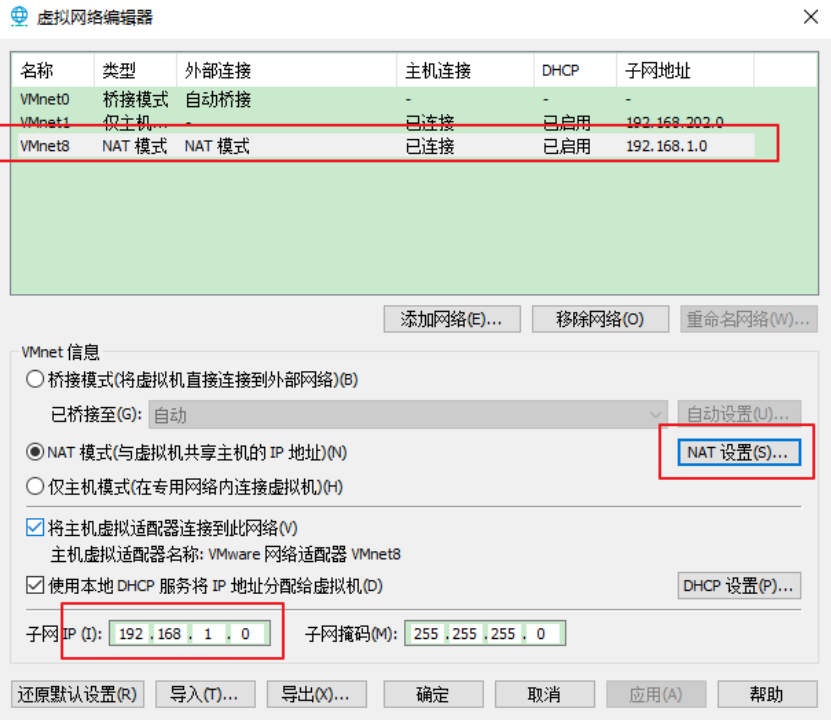 虚拟网络编辑器
名称 类型 外部连接 主机连接 DHCP 子网地址
VMnet0 桥接模式 自动桥接 - - -
VMnet1 仅主机... - 已连接 已启用 192.168.202.0
VMnet8 NAT 模式 NAT 模式 已连接 已启用 192.168.1.0
添加网络(E)... 移除网络(O) 重命名网络(W)...
VMnet 信息
桥接模式(将虚拟机直接连接到外部网络)(B)
已桥接至(G): 自动 自动设置(U)...
NAT 模式(与虚拟机共享主机的 IP 地址)(N) NAT 设置(S)...
仅主机模式(在专用网络内连接虚拟机)(H)
将主机虚拟适配器连接到此网络(V)
主机虚拟适配器名称: VMware 网络适配器 VMnet8
使用本地 DHCP 服务将 IP 地址分配给虚拟机(D) DHCP 设置(P)...
子网 IP (I): 192 . 168 . 1 . 0 子网掩码(M): 255 . 255 . 255 . 0
还原默认设置(R) 导入(T)... 导出(X)... 确定 取消 应用(A) 帮助